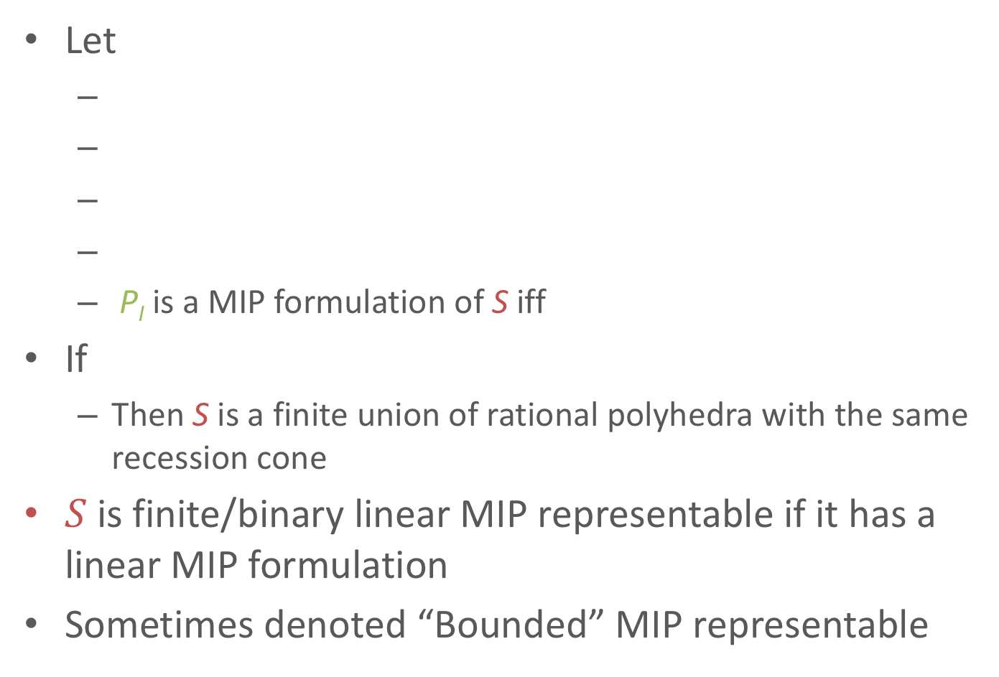 • Let
–
–
–
–
– P_I is a MIP formulation of S iff
• If
– Then S is a finite union of rational polyhedra with the same
recession cone
• S is finite/binary linear MIP representable if it has a
linear MIP formulation
• Sometimes denoted “Bounded” MIP representable